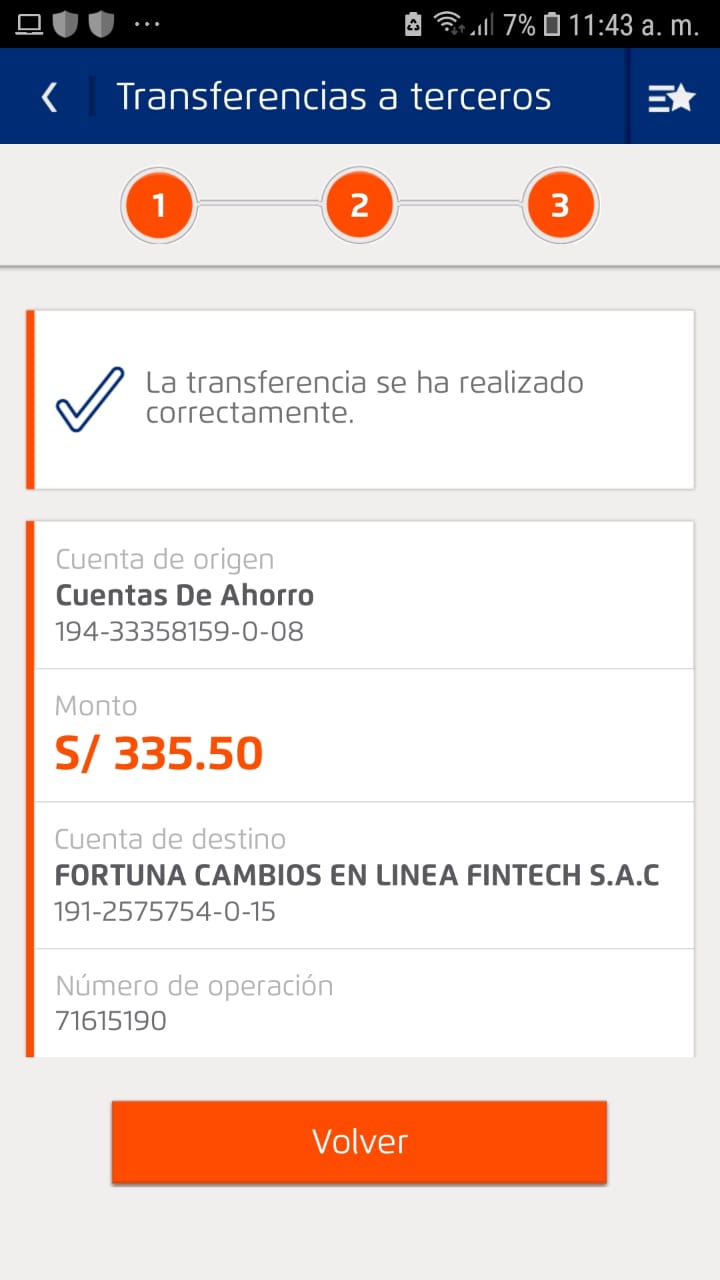 7% 11:43 a. m.
Transferencias a terceros
1 2 3
La transferencia se ha realizado
correctamente.
Cuenta de origen
Cuentas De Ahorro
194-33358159-0-08
Monto
S/ 335.50
Cuenta de destino
FORTUNA CAMBIOS EN LINEA FINTECH S.A.C
191-2575754-0-15
Número de operación
71615190
Volver